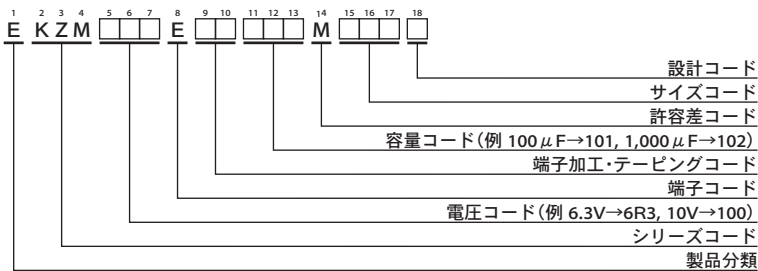 1 2 3 4 5 6 7 8 9 10 11 12 13 14 15 16 17 18
E KZM □□□ E □□ □□□ M □□□ □
設計コード
サイズコード
許容差コード
容量コード(例 100μF→101, 1,000μF→102)
端子加工・テーピングコード
端子コード
電圧コード(例 6.3V→6R3, 10V→100)
シリーズコード
製品分類